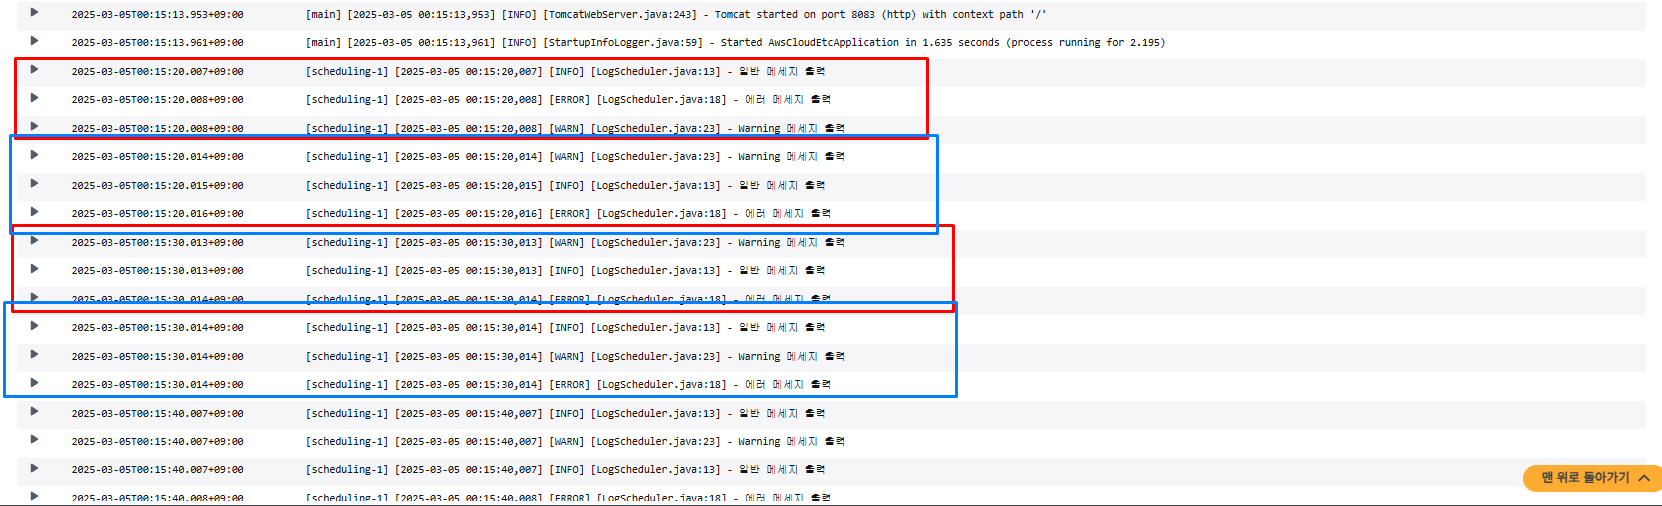 2025-03-05T00:15:13.953+09:00 [main] [2025-03-05 00:15:13,953] [INFO] [TomcatWebServer.java:243] - Tomcat started on port 8083 (http) with context path '/'
2025-03-05T00:15:13.961+09:00 [main] [2025-03-05 00:15:13,961] [INFO] [StartupInfoLogger.java:59] - Started AwsCloudEtcApplication in 1.635 seconds (process running for 2.195)
2025-03-05T00:15:20.007+09:00 [scheduling-1] [2025-03-05 00:15:20,007] [INFO] [LogScheduler.java:13] - 일반 메세지 출력
2025-03-05T00:15:20.008+09:00 [scheduling-1] [2025-03-05 00:15:20,008] [ERROR] [LogScheduler.java:18] - 에러 메세지 출력
2025-03-05T00:15:20.008+09:00 [scheduling-1] [2025-03-05 00:15:20,008] [WARN] [LogScheduler.java:23] - Warning 메세지 출력
2025-03-05T00:15:20.014+09:00 [scheduling-1] [2025-03-05 00:15:20,014] [WARN] [LogScheduler.java:23] - Warning 메세지 출력
2025-03-05T00:15:20.015+09:00 [scheduling-1] [2025-03-05 00:15:20,015] [INFO] [LogScheduler.java:13] - 일반 메세지 출력
2025-03-05T00:15:20.016+09:00 [scheduling-1] [2025-03-05 00:15:20,016] [ERROR] [LogScheduler.java:18] - 에러 메세지 출력
2025-03-05T00:15:30.013+09:00 [scheduling-1] [2025-03-05 00:15:30,013] [WARN] [LogScheduler.java:23] - Warning 메세지 출력
2025-03-05T00:15:30.013+09:00 [scheduling-1] [2025-03-05 00:15:30,013] [INFO] [LogScheduler.java:13] - 일반 메세지 출력
2025-03-05T00:15:30.014+09:00 [scheduling-1] [2025-03-05 00:15:30,014] [ERROR] [LogScheduler.java:18] - 에러 메세지 출력
2025-03-05T00:15:30.014+09:00 [scheduling-1] [2025-03-05 00:15:30,014] [INFO] [LogScheduler.java:13] - 일반 메세지 출력
2025-03-05T00:15:30.014+09:00 [scheduling-1] [2025-03-05 00:15:30,014] [WARN] [LogScheduler.java:23] - Warning 메세지 출력
2025-03-05T00:15:30.014+09:00 [scheduling-1] [2025-03-05 00:15:30,014] [ERROR] [LogScheduler.java:18] - 에러 메세지 출력
2025-03-05T00:15:40.007+09:00 [scheduling-1] [2025-03-05 00:15:40,007] [INFO] [LogScheduler.java:13] - 일반 메세지 출력
2025-03-05T00:15:40.007+09:00 [scheduling-1] [2025-03-05 00:15:40,007] [WARN] [LogScheduler.java:23] - Warning 메세지 출력
2025-03-05T00:15:40.007+09:00 [scheduling-1] [2025-03-05 00:15:40,007] [INFO] [LogScheduler.java:13] - 일반 메세지 출력
2025-03-05T00:15:40.008+09:00 [scheduling-1] [2025-03-05 00:15:40,008] [ERROR] [LogScheduler.java:18] - 에러 메세지 출력
맨 위로 돌아가기